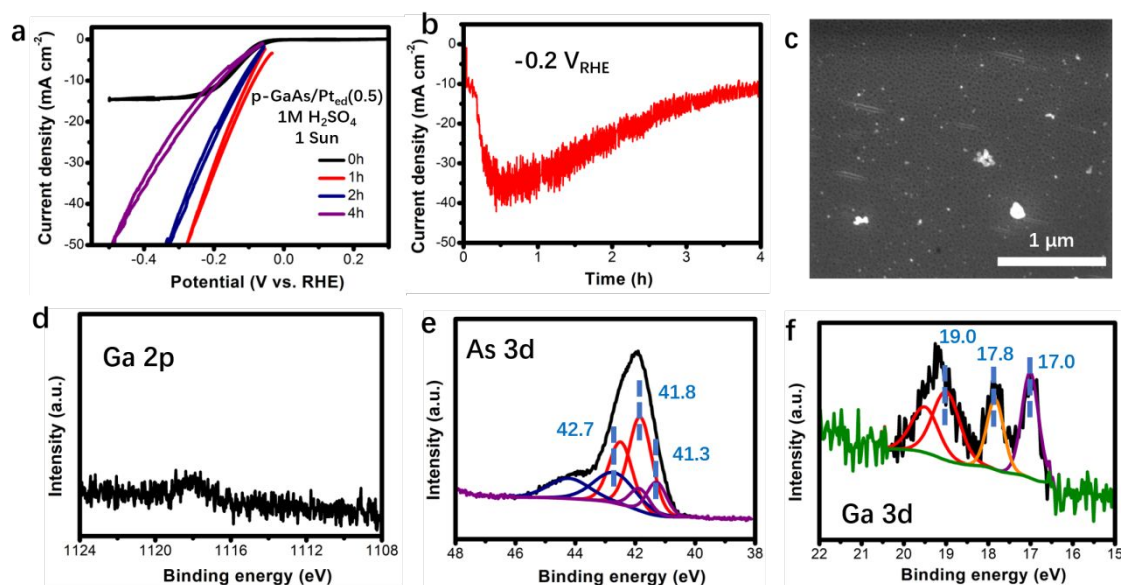 a
Current density (mA cm⁻²)
0
-10
-20
-30
-40
-50
p-GaAs/Ptₑd(0.5)
1M H₂SO₄
1 Sun
0h
1h
2h
4h
-0.4 -0.2 0.0 0.2
Potential (V vs. RHE)
b
Current density (mA cm⁻²)
0
-10
-20
-30
-40
-50
-0.2 V_RHE
0 1 2 3 4
Time (h)
c
1 μm
d
Intensity (a.u.)
Ga 2p
1124 1120 1116 1112 1108
Binding energy (eV)
e
Intensity (a.u.)
As 3d
42.7
41.8
41.3
48 46 44 42 40 38
Binding energy (eV)
f
Intensity (a.u.)
19.0
17.8
17.0
Ga 3d
22 21 20 19 18 17 16 15
Binding energy (eV)